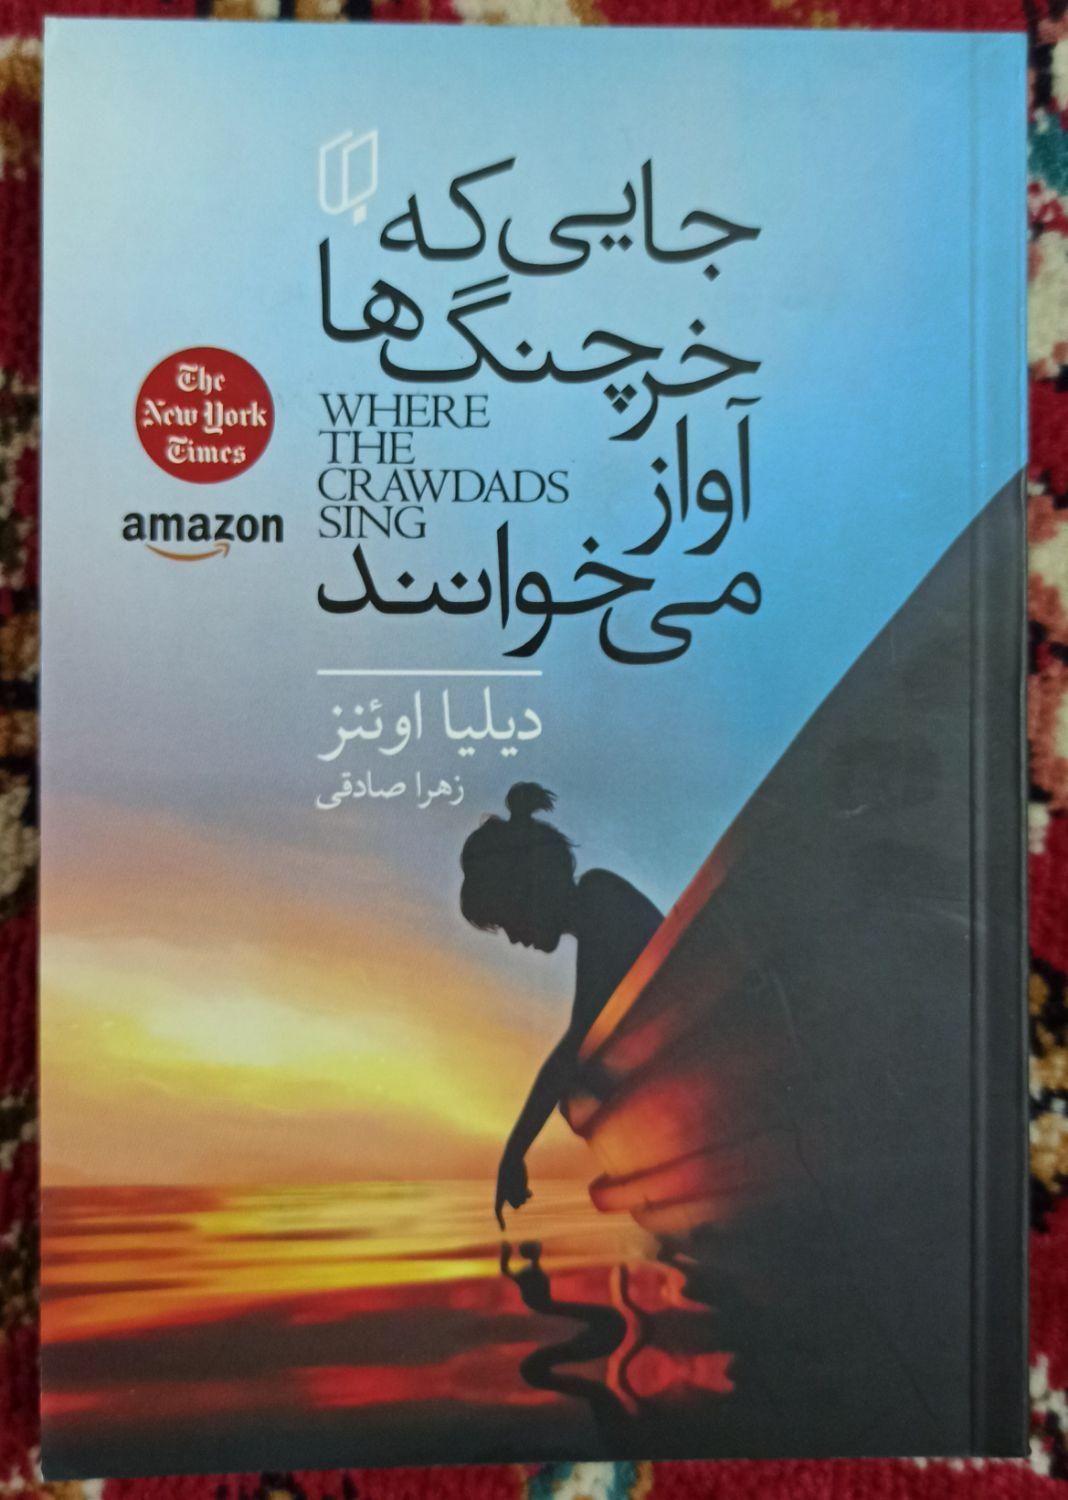 جایی که
خرچنگ‌ها
آواز
می‌خوانند
WHERE
THE
CRAWDADS
SING
The
New York
Times
amazon
دیلیا اوئنز
زهرا صادقی